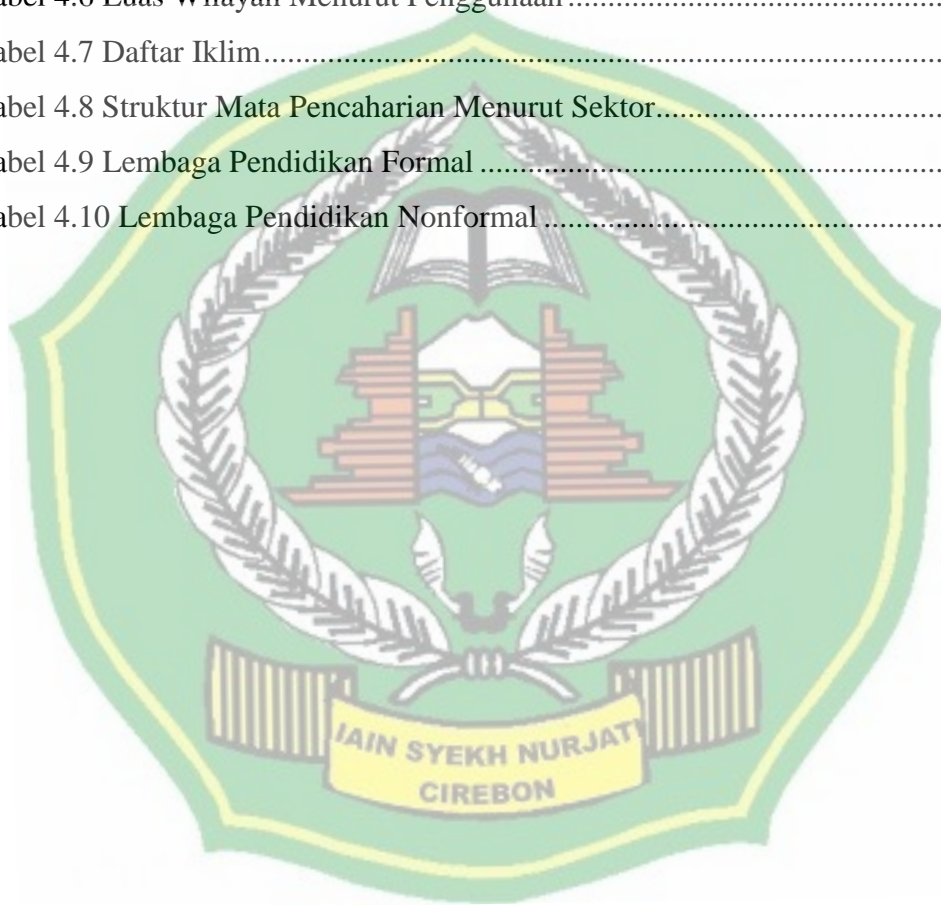 abel 4.6 Luas Wilayah Menurut Penggunaan ........................................................
abel 4.7 Daftar Iklim ........................................................................................
abel 4.8 Struktur Mata Pencaharian Menurut Sektor.......................................
abel 4.9 Lembaga Pendidikan Formal ..............................................................
abel 4.10 Lembaga Pendidikan Nonformal ......................................................
IAIN SYEKH NURJATI
CIREBON